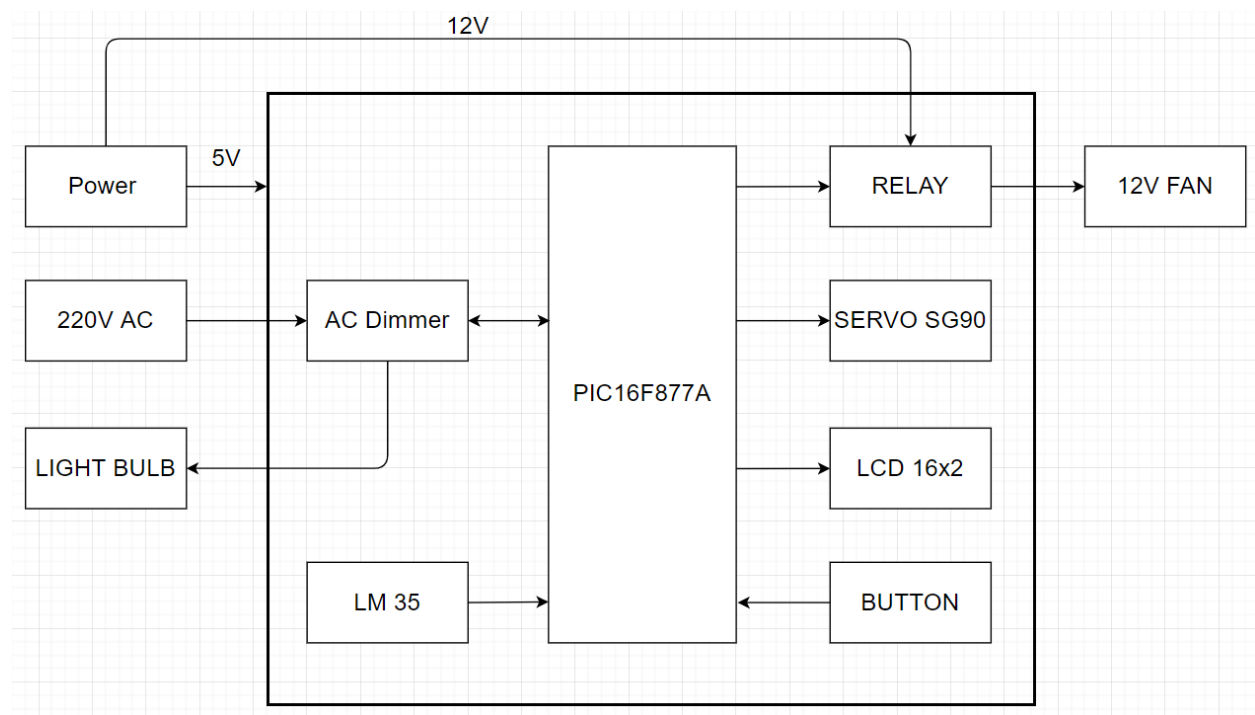 12V
Power
5V
RELAY
12V FAN
220V AC
AC Dimmer
SERVO SG90
PIC16F877A
LIGHT BULB
LCD 16x2
LM 35
BUTTON